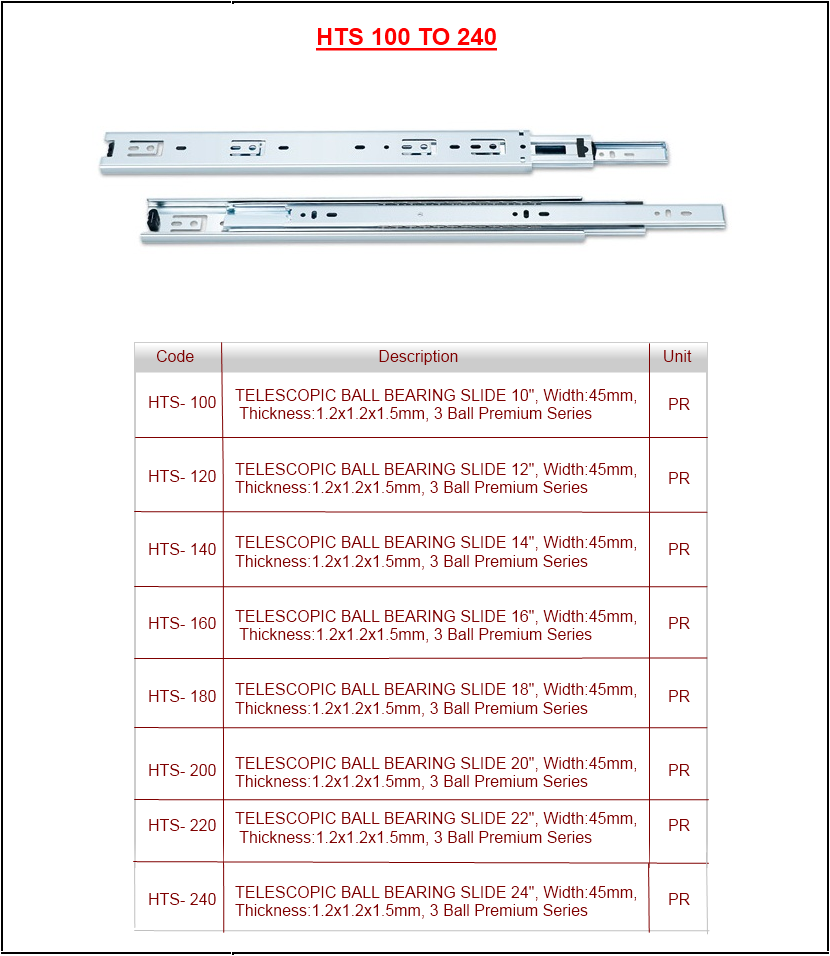 HTS 100 TO 240
Code Description Unit
HTS- 100 TELESCOPIC BALL BEARING SLIDE 10", Width:45mm, PR
Thickness:1.2x1.2x1.5mm, 3 Ball Premium Series
HTS- 120 TELESCOPIC BALL BEARING SLIDE 12", Width:45mm, PR
Thickness:1.2x1.2x1.5mm, 3 Ball Premium Series
HTS- 140 TELESCOPIC BALL BEARING SLIDE 14", Width:45mm, PR
Thickness:1.2x1.2x1.5mm, 3 Ball Premium Series
HTS- 160 TELESCOPIC BALL BEARING SLIDE 16", Width:45mm, PR
Thickness:1.2x1.2x1.5mm, 3 Ball Premium Series
HTS- 180 TELESCOPIC BALL BEARING SLIDE 18", Width:45mm, PR
Thickness:1.2x1.2x1.5mm, 3 Ball Premium Series
HTS- 200 TELESCOPIC BALL BEARING SLIDE 20", Width:45mm, PR
Thickness:1.2x1.2x1.5mm, 3 Ball Premium Series
HTS- 220 TELESCOPIC BALL BEARING SLIDE 22", Width:45mm, PR
Thickness:1.2x1.2x1.5mm, 3 Ball Premium Series
HTS- 240 TELESCOPIC BALL BEARING SLIDE 24", Width:45mm, PR
Thickness:1.2x1.2x1.5mm, 3 Ball Premium Series